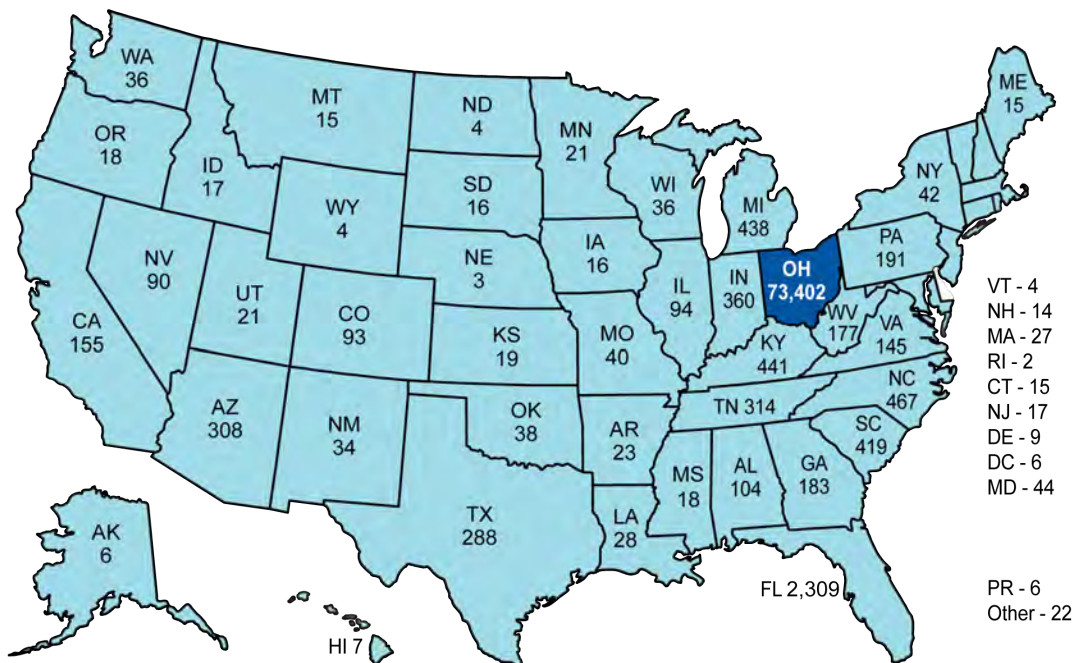 WA
36
OR
18
CA
155
NV
90
ID
17
MT
15
WY
4
UT
21
AZ
308
CO
93
NM
34
ND
4
SD
16
NE
3
KS
19
OK
38
TX
288
MN
21
IA
16
MO
40
AR
23
LA
28
WI
36
IL
94
MI
438
IN
360
OH
73,402
KY
441
TN 314
MS
18
AL
104
GA
183
FL 2,309
SC
419
NC
467
VA
145
WV
177
PA
191
NY
42
ME
15
VT - 4
NH - 14
MA - 27
RI - 2
CT - 15
NJ - 17
DE - 9
DC - 6
MD - 44
PR - 6
Other - 22
AK
6
HI 7